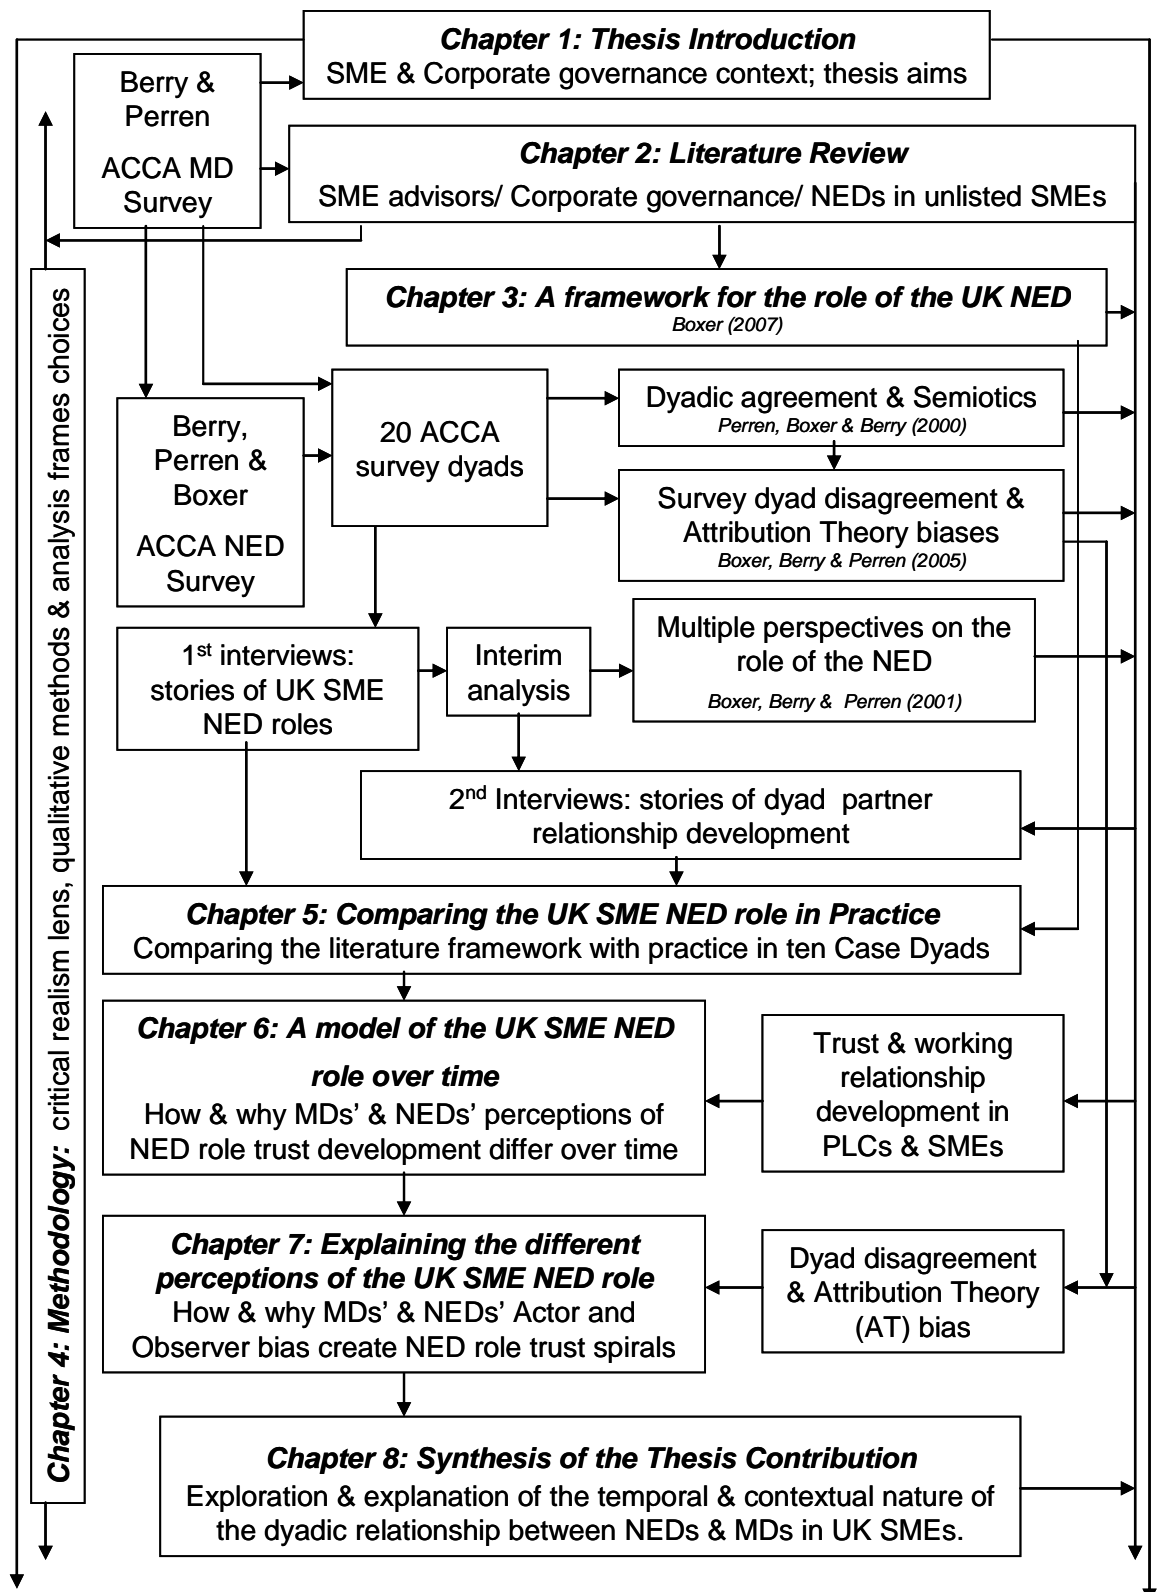 Chapter 1: Thesis Introduction
SME & Corporate governance context; thesis aims
Berry &
Perren
ACCA MD
Survey
Chapter 2: Literature Review
SME advisors/ Corporate governance/ NEDs in unlisted SMEs
Chapter 3: A framework for the role of the UK NED
Boxer (2007)
Chapter 4: Methodology: critical realism lens, qualitative methods & analysis frames choices
Berry,
Perren &
Boxer
ACCA NED
Survey
20 ACCA
survey dyads
Dyadic agreement & Semiotics
Perren, Boxer & Berry (2000)
Survey dyad disagreement &
Attribution Theory biases
Boxer, Berry & Perren (2005)
1st interviews:
stories of UK SME
NED roles
Interim
analysis
Multiple perspectives on the
role of the NED
Boxer, Berry & Perren (2001)
2nd Interviews: stories of dyad partner
relationship development
Chapter 5: Comparing the UK SME NED role in Practice
Comparing the literature framework with practice in ten Case Dyads
Chapter 6: A model of the UK SME NED
role over time
How & why MDs' & NEDs' perceptions of
NED role trust development differ over time
Trust & working
relationship
development in
PLCs & SMEs
Chapter 7: Explaining the different
perceptions of the UK SME NED role
How & why MDs' & NEDs' Actor and
Observer bias create NED role trust spirals
Dyad disagreement
& Attribution Theory
(AT) bias
Chapter 8: Synthesis of the Thesis Contribution
Exploration & explanation of the temporal & contextual nature of
the dyadic relationship between NEDs & MDs in UK SMEs.